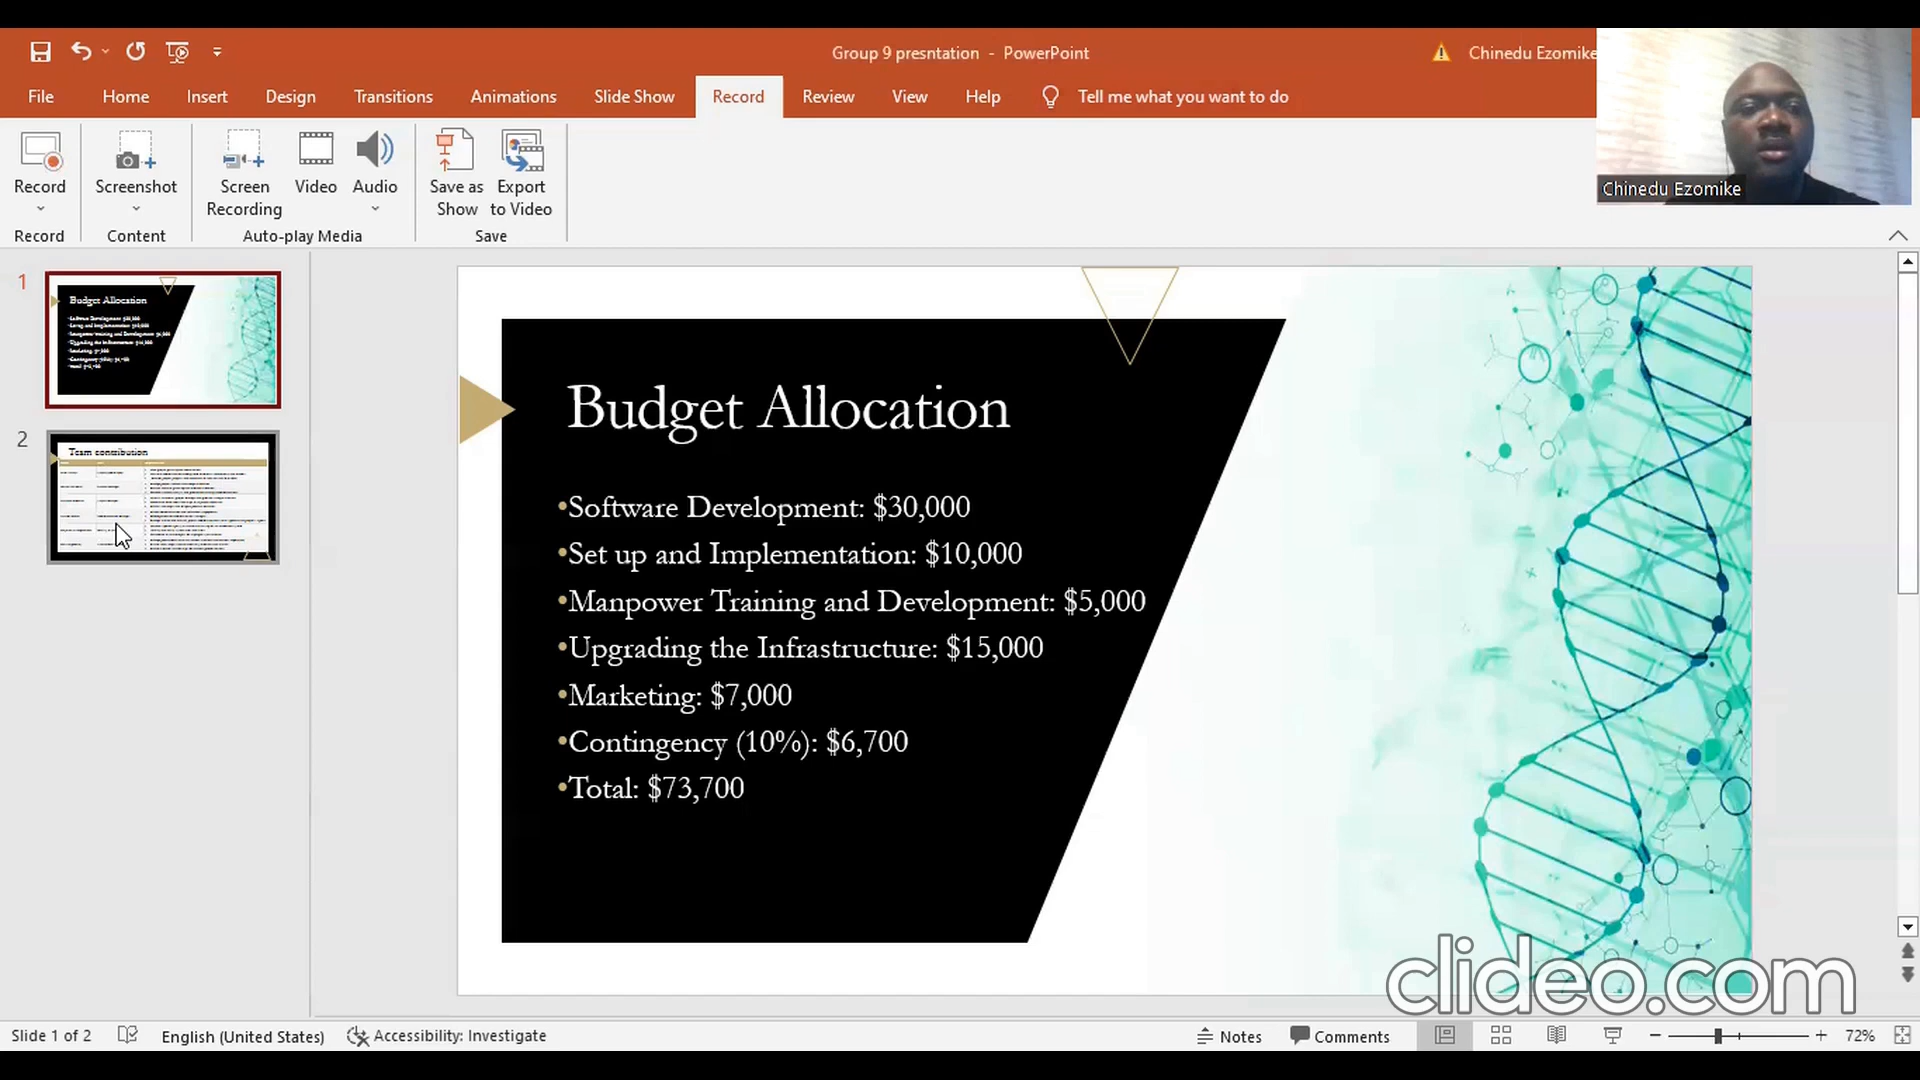 Group 9 presntation - PowerPoint
Chinedu Ezomike
File Home Insert Design Transitions Animations Slide Show Record Review View Help Tell me what you want to do
Record
Screenshot
Screen Recording
Video
Audio
Save as Show
Export to Video
Record
Content
Auto-play Media
Save
Chinedu Ezomike
1
Budget Allocation
2
Team contribution
Budget Allocation
•Software Development: $30,000
•Set up and Implementation: $10,000
•Manpower Training and Development: $5,000
•Upgrading the Infrastructure: $15,000
•Marketing: $7,000
•Contingency (10%): $6,700
•Total: $73,700
clideo.com
Slide 1 of 2 English (United States) Accessibility: Investigate Notes Comments 72%